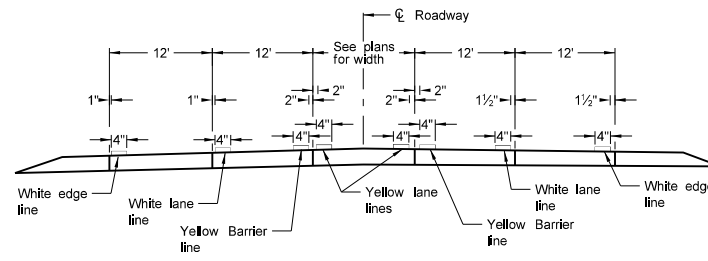 ℄ Roadway
12' 12' See plans for width 12' 12'
2" 2"
1" 1" 2" 2" 1½" 1½"
4" 4"
4" 4" 4" 4" 4" 4"
White edge line
White lane line
Yellow Barrier line
Yellow lane lines
Yellow Barrier line
White lane line
White edge line